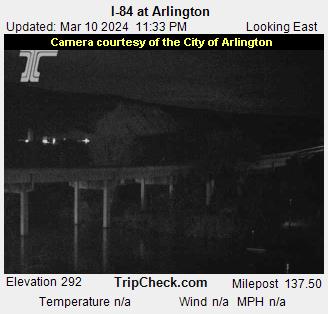 I-84 at Arlington
Updated: Mar 10 2024 11:33 PM Looking East
Camera courtesy of the City of Arlington
Elevation 292 TripCheck.com Milepost 137.50
Temperature n/a Wind n/a MPH n/a